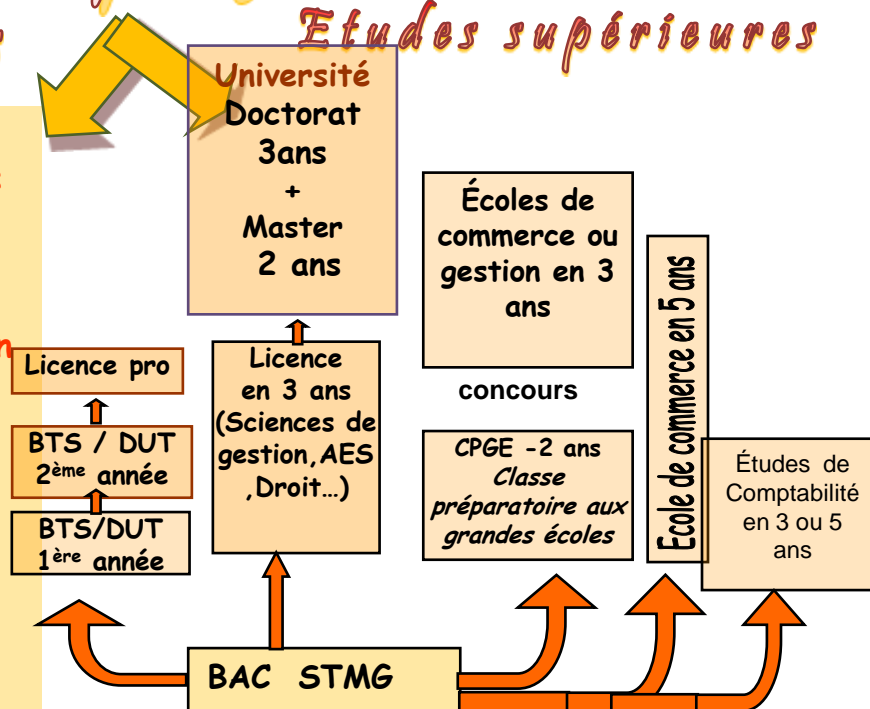 Etudes supérieures
Université
Doctorat
3ans
+
Master
2 ans
Écoles de
commerce ou
gestion en 3
ans
Ecole de commerce en 5 ans
Licence pro
Licence
en 3 ans
(Sciences de
gestion,AES
,Droit…)
concours
BTS / DUT
2ème année
CPGE -2 ans
Classe
préparatoire aux
grandes écoles
Études de
Comptabilité
en 3 ou 5
ans
BTS/DUT
1ère année
BAC STMG